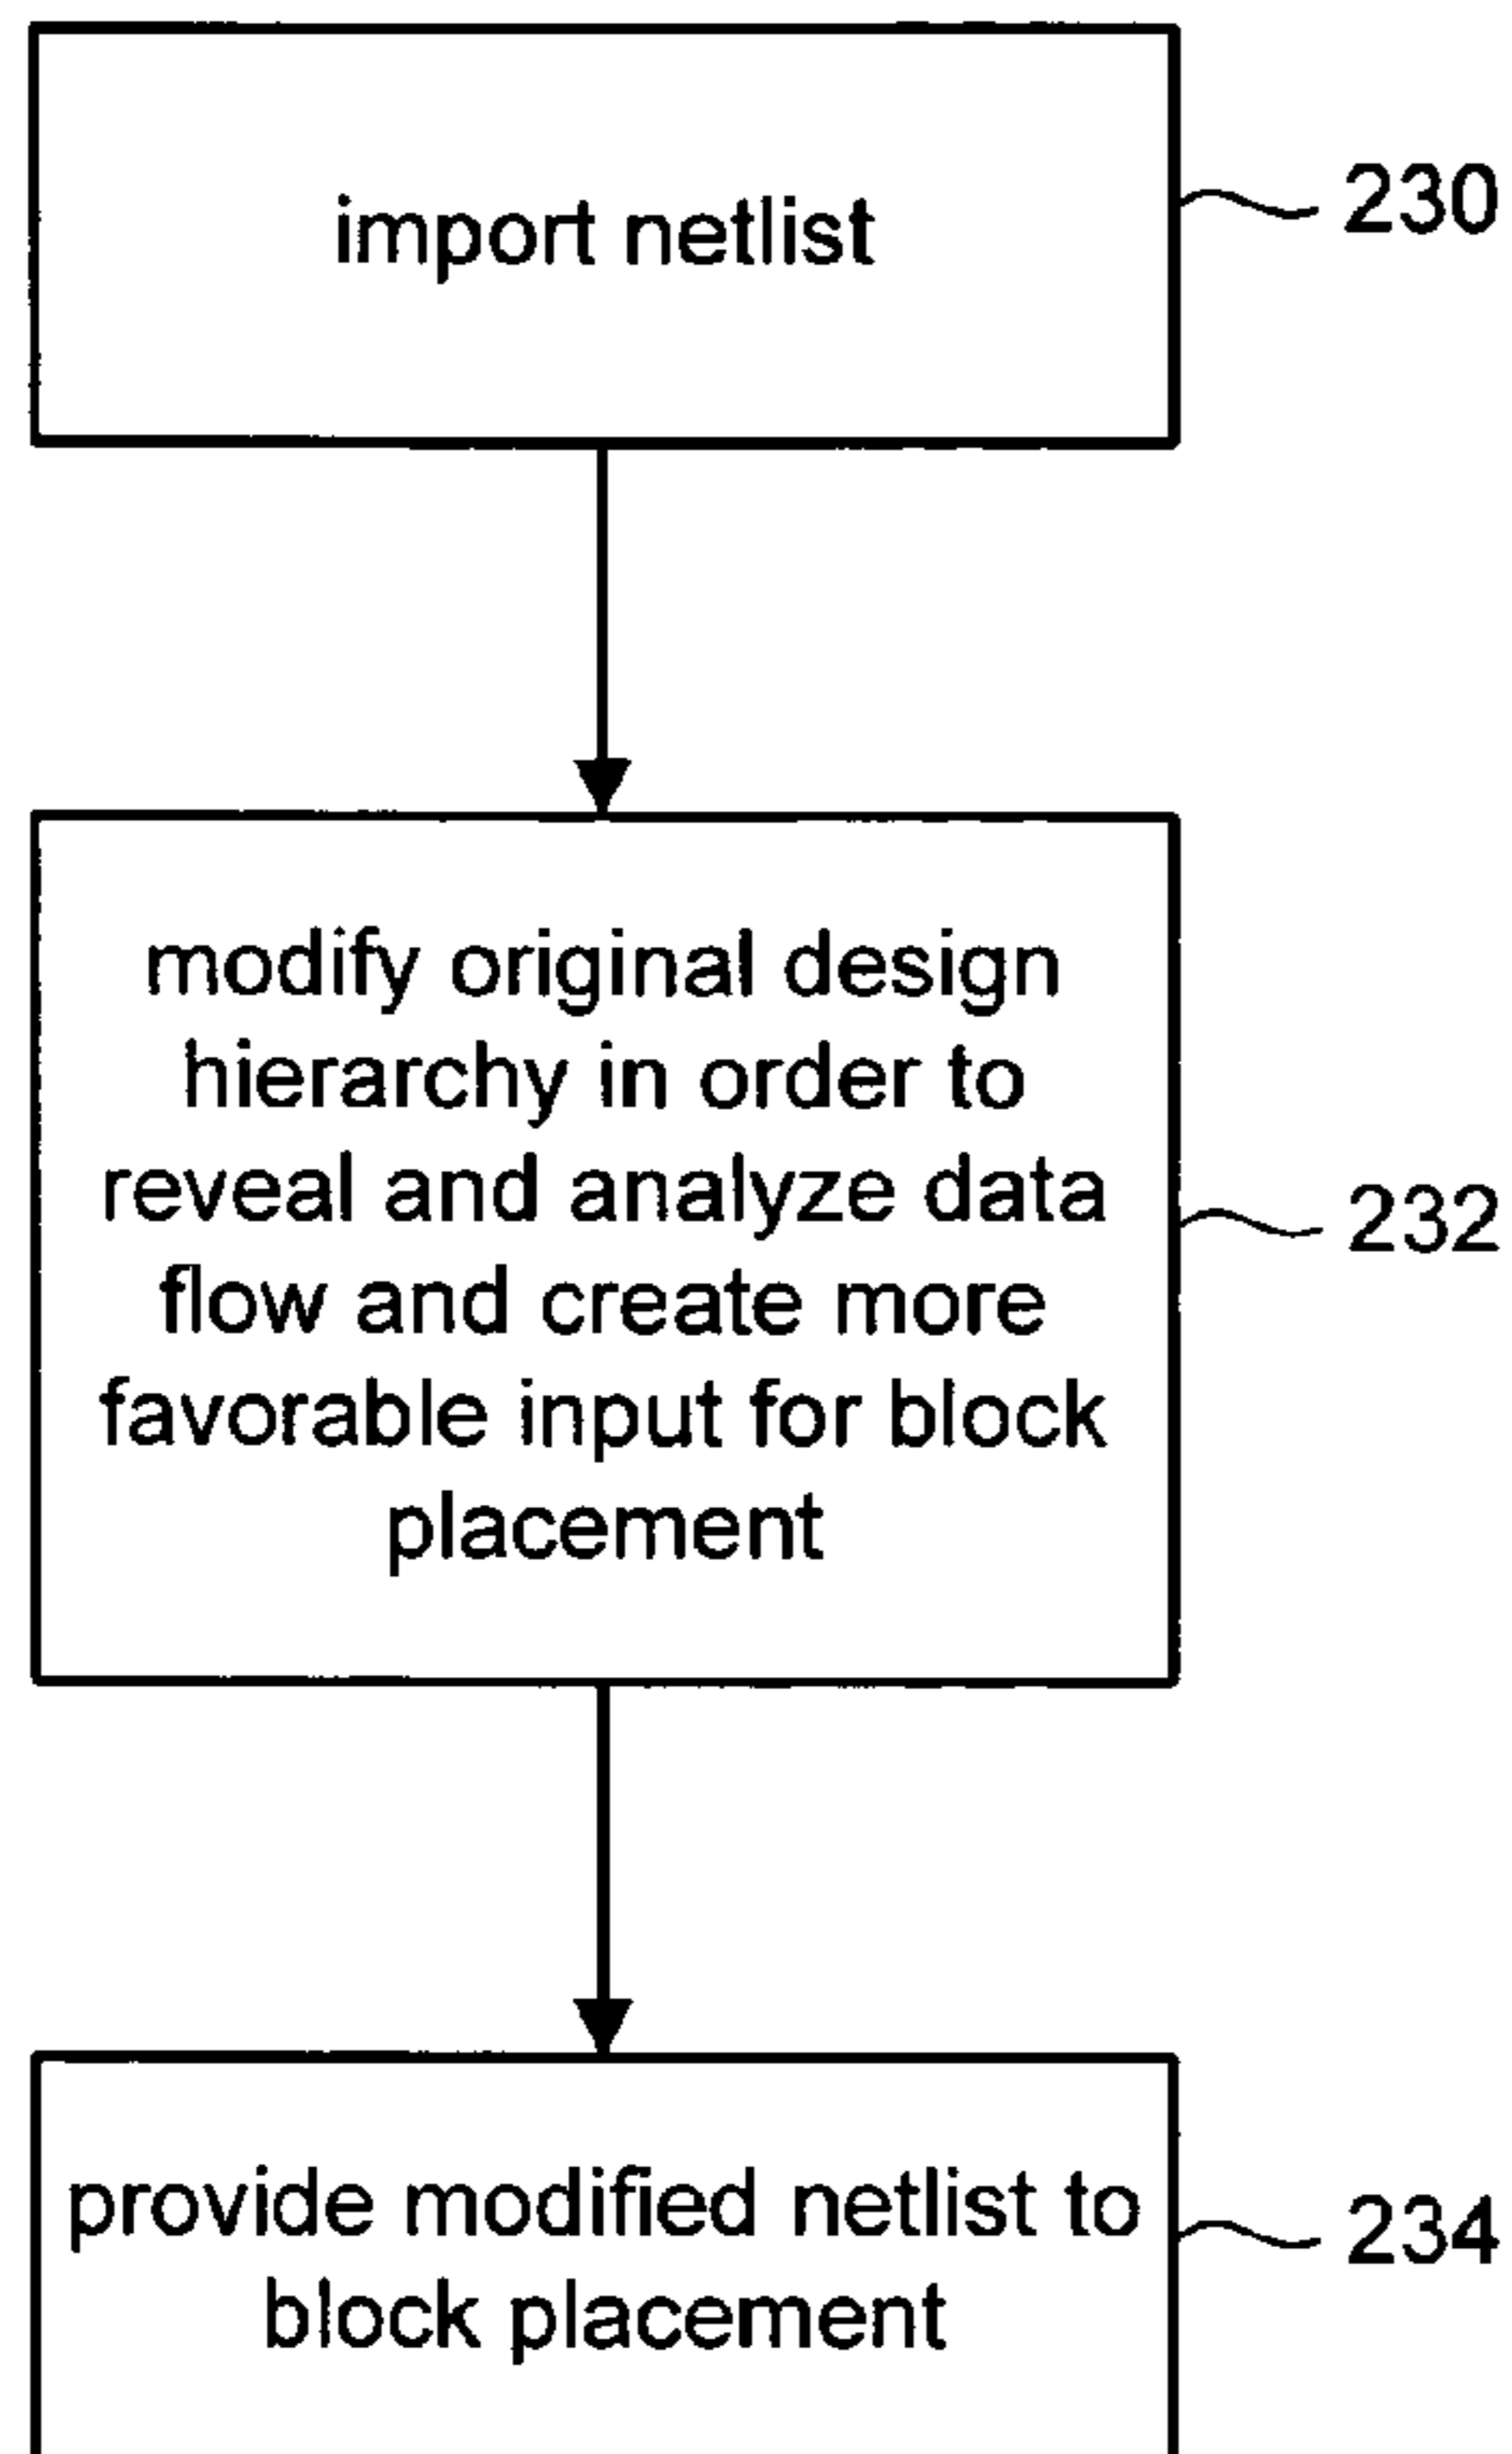 import netlist
230
modify original design
hierarchy in order to
reveal and analyze data
flow and create more
favorable input for block
placement
232
provide modified netlist to
block placement
234